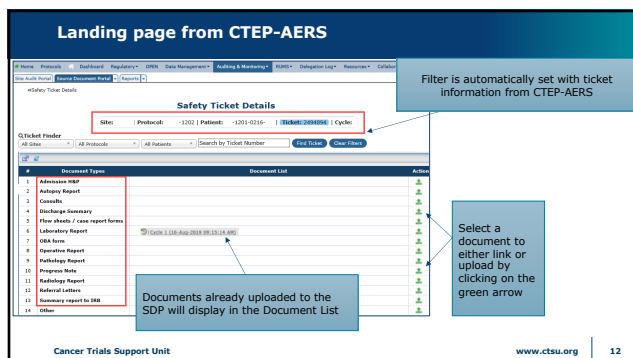 Landing page from CTEP-AERS
Home Protocols Dashboard Regulatory OPEN Data Management Auditing & Monitoring RUMS Delegation Log Resources Collabor
Site Audit Portal Source Document Portal Reports
Safety Ticket Details
Safety Ticket Details
Site: | Protocol: -1202 | Patient: -1201-0216- | Ticket: 2494894 | Cycle:
Ticket Finder
All Sites All Protocols All Patients Search by Ticket Number Find Ticket Clear Filters
# Document Types Document List Action
1 Admission H&P
2 Autopsy Report
3 Consults
4 Discharge Summary
5 Flow sheets / case report forms
6 Laboratory Report Cycle 1 (16-Aug-2019 09:15:14 AM)
7 OBA form
8 Operative Report
9 Pathology Report
10 Progress Note
11 Radiology Report
12 Referral Letters
13 Summary report to IRB
14 Other
Filter is automatically set with ticket
information from CTEP-AERS
Select a
document to
either link or
upload by
clicking on the
green arrow
Documents already uploaded to the
SDP will display in the Document List
Cancer Trials Support Unit www.ctsu.org 12